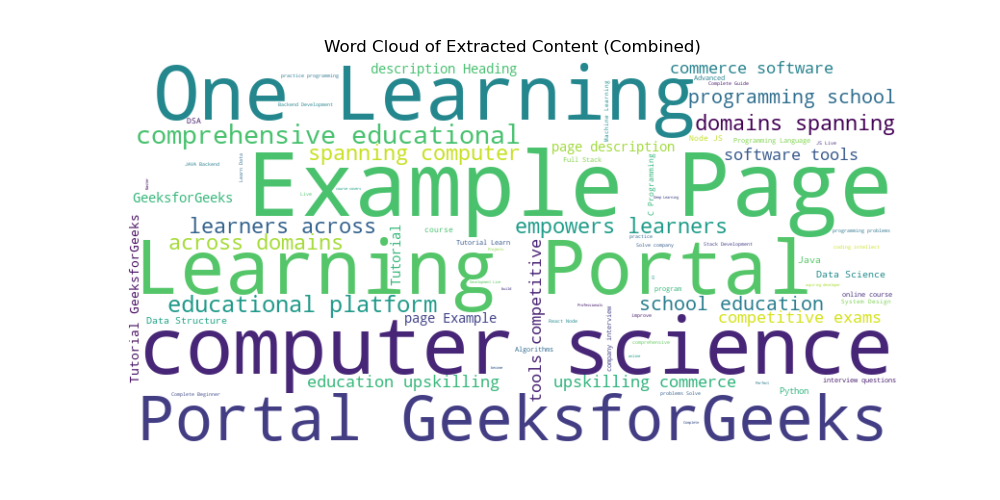 Word Cloud of Extracted Content (Combined)
One Learning
practice programming
description Heading
commerce software
Advanced
Complete Guide
Backend Development
Machine Learning
programming school
DSA
domains spanning
comprehensive educational
Node JS
Programming Language
JS Live
spanning computer
page description
software tools
Full Stack
JAVA Backend
Example Page
C Programming
GeeksforGeeks
Live
learners across
course
empowers learners
practice
programming problems
across domains
Tutorial
Tutorial Learn
Solve company
Stack Development
Learning Portal
Java
Data Science
Tutorial GeeksforGeeks
tools competitive
program
online course
educational platform
school education
System Design
Data Structure
page Example
React Node
company interview
improve
competitive exams
computer science
Algorithms
comprehensive
education upskilling
upskilling commerce
interview questions
Complete Beginner
problems Solve
Python
Portal GeeksforGeeks